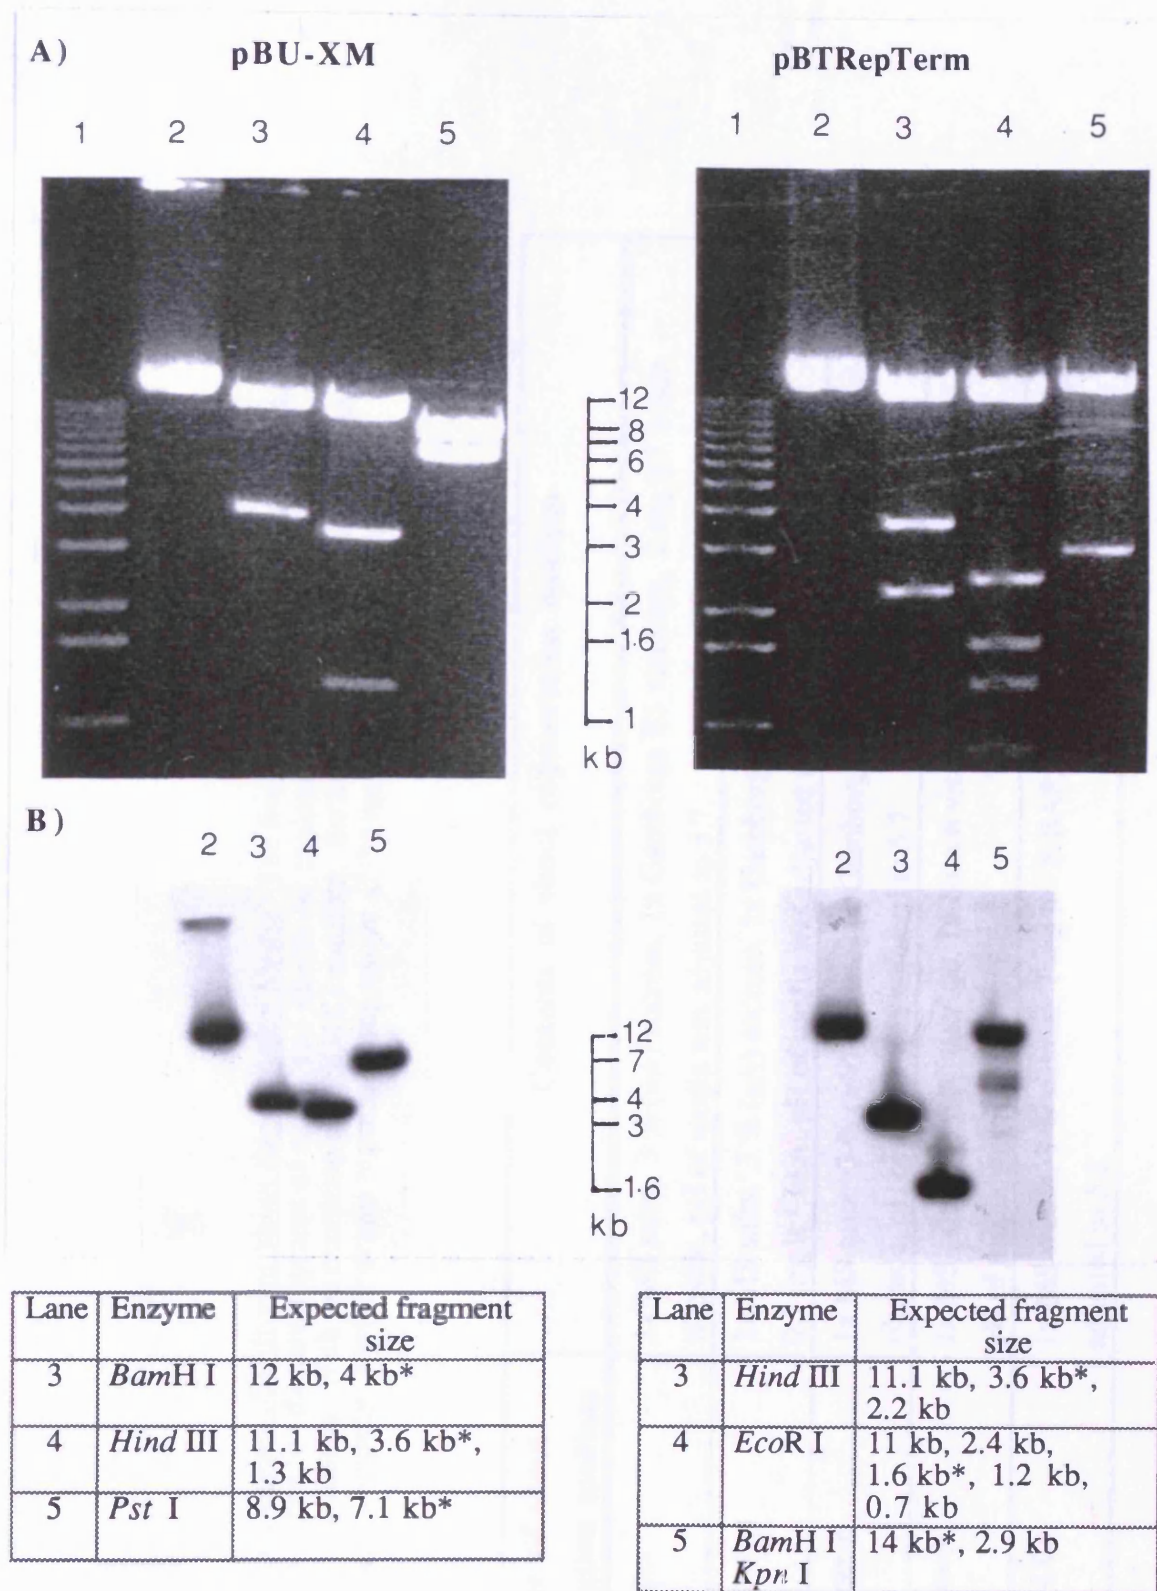 A)
pBU-XM
pBTRepTerm
1 2 3 4 5
1 2 3 4 5
12
8
6
4
3
2
1·6
1
kb
B)
2 3 4 5
2 3 4 5
12
7
4
3
1·6
kb
Lane Enzyme Expected fragment
size
3 BamH I 12 kb, 4 kb*
4 Hind III 11.1 kb, 3.6 kb*,
1.3 kb
5 Pst I 8.9 kb, 7.1 kb*
Lane Enzyme Expected fragment
size
3 Hind III 11.1 kb, 3.6 kb*,
2.2 kb
4 EcoR I 11 kb, 2.4 kb,
1.6 kb*, 1.2 kb,
0.7 kb
5 BamH I 14 kb*, 2.9 kb
Kpn I